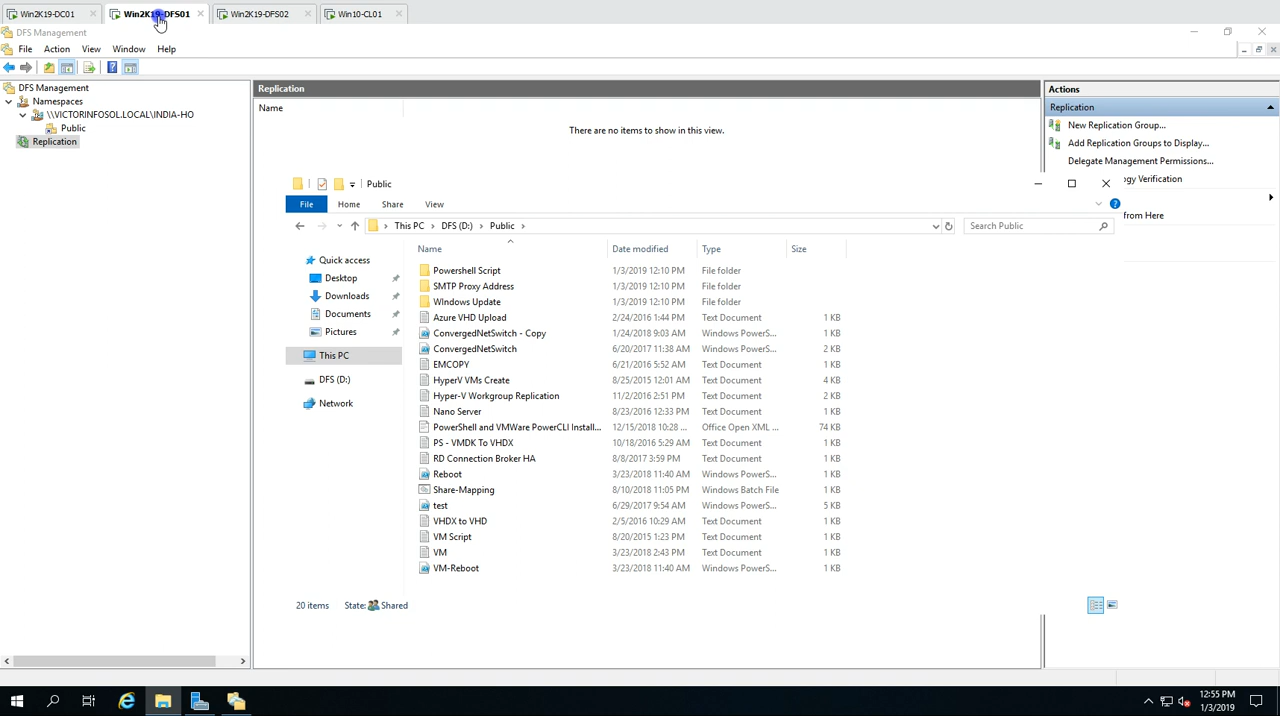 Win2K19-DC01
Win2K19-DFS01
Win2K19-DFS02
Win10-CL01
DFS Management
File Action View Window Help
DFS Management
Namespaces
\\VICTORINFOSOL.LOCAL\INDIA-HO
Public
Replication
Replication
Name
There are no items to show in this view.
Actions
Replication
New Replication Group...
Add Replication Groups to Display...
Delegate Management Permissions...
ogy Verification
from Here
Public
File Home Share View
This PC DFS (D:) Public
Search Public
Quick access
Desktop
Downloads
Documents
Pictures
This PC
DFS (D:)
Network
Name Date modified Type Size
Powershell Script 1/3/2019 12:10 PM File folder
SMTP Proxy Address 1/3/2019 12:10 PM File folder
WIndows Update 1/3/2019 12:10 PM File folder
Azure VHD Upload 2/24/2016 1:44 PM Text Document 1 KB
ConvergedNetSwitch - Copy 1/24/2018 9:03 AM Windows PowerS... 1 KB
ConvergedNetSwitch 6/20/2017 11:38 AM Windows PowerS... 2 KB
EMCOPY 6/21/2016 5:52 AM Text Document 1 KB
HyperV VMs Create 8/25/2015 12:01 AM Text Document 4 KB
Hyper-V Workgroup Replication 11/2/2016 2:51 PM Text Document 2 KB
Nano Server 8/23/2016 12:33 PM Text Document 1 KB
PowerShell and VMWare PowerCLI Install... 12/15/2018 10:28 ... Office Open XML ... 74 KB
PS - VMDK To VHDX 10/18/2016 5:29 AM Text Document 1 KB
RD Connection Broker HA 8/8/2017 3:59 PM Text Document 1 KB
Reboot 3/23/2018 11:40 AM Windows PowerS... 1 KB
Share-Mapping 8/10/2018 11:05 PM Windows Batch File 1 KB
test 6/29/2017 9:54 AM Windows PowerS... 5 KB
VHDX to VHD 2/5/2016 10:29 AM Text Document 1 KB
VM Script 8/20/2015 1:23 PM Text Document 1 KB
VM 3/23/2018 2:43 PM Text Document 1 KB
VM-Reboot 3/23/2018 11:40 AM Windows PowerS... 1 KB
20 items State: Shared
12:55 PM
1/3/2019